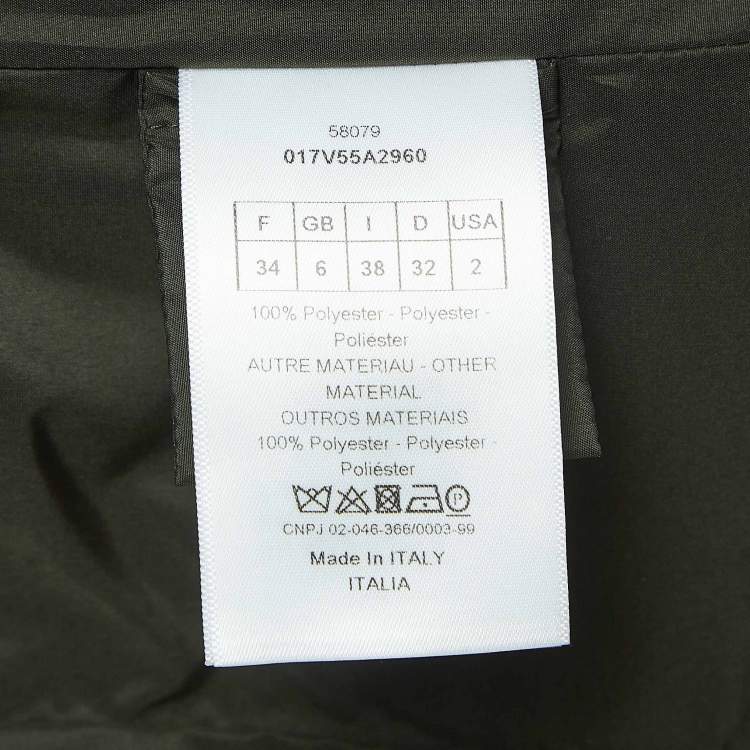 58079
017V55A2960
F GB I D USA
34 6 38 32 2
100% Polyester - Polyester -
Poliéster
AUTRE MATERIAU - OTHER
MATERIAL
OUTROS MATERIAIS
100% Polyester - Polyester -
Poliéster
P
CNPJ 02-046-366/0003-99
Made In ITALY
ITALIA